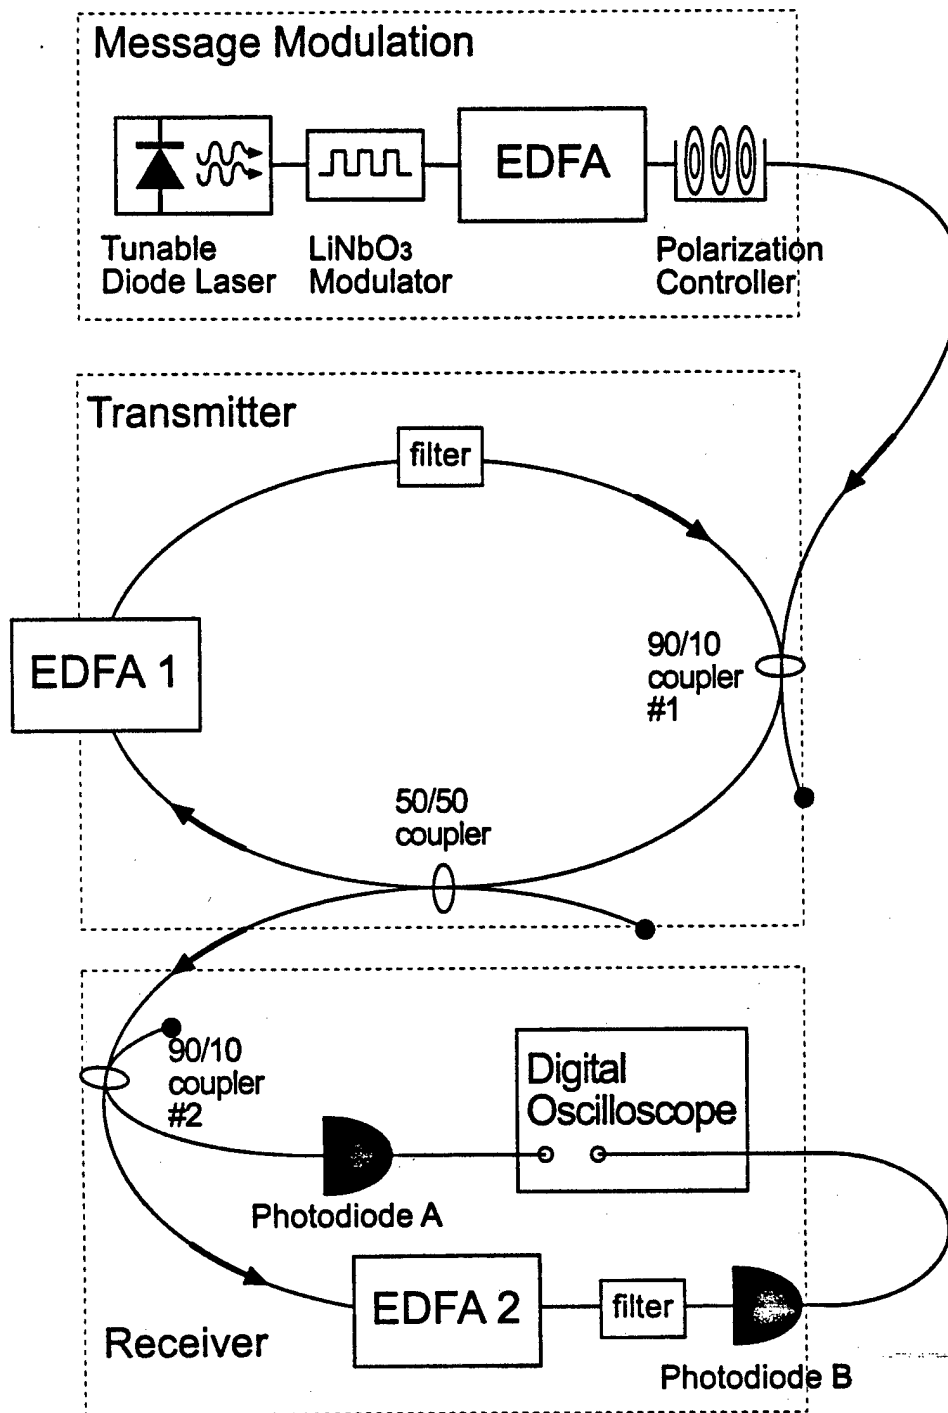 Message Modulation
EDFA
Tunable
Diode Laser
LiNbO3
Modulator
Polarization
Controller
Transmitter
filter
EDFA 1
90/10
coupler
#1
50/50
coupler
90/10
coupler
#2
Digital
Oscilloscope
Photodiode A
EDFA 2
filter
Receiver
Photodiode B